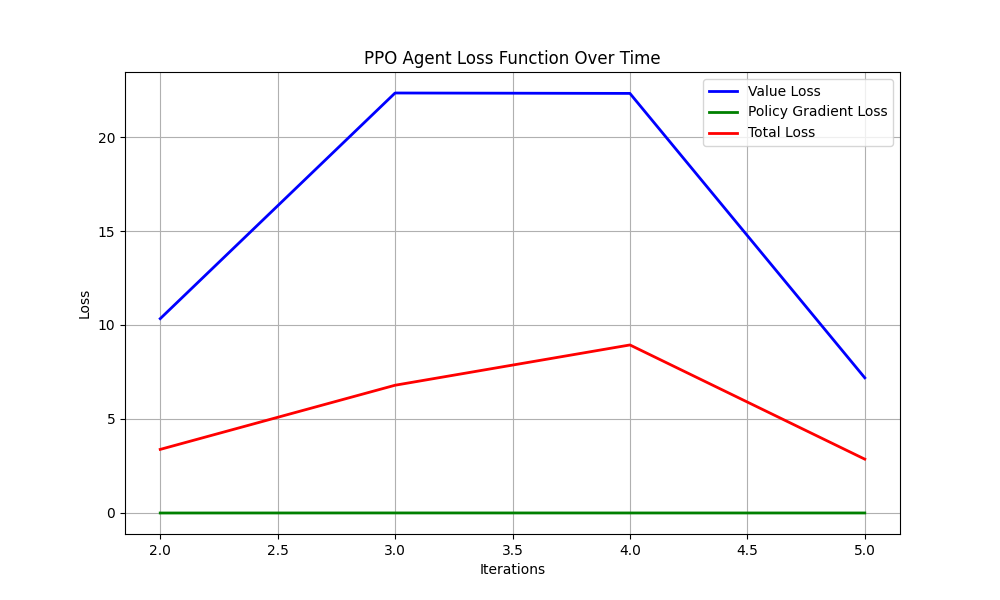 PPO Agent Loss Function Over Time
Value Loss
Policy Gradient Loss
Total Loss
Loss
20
15
10
5
0
2.0 2.5 3.0 3.5 4.0 4.5 5.0
Iterations